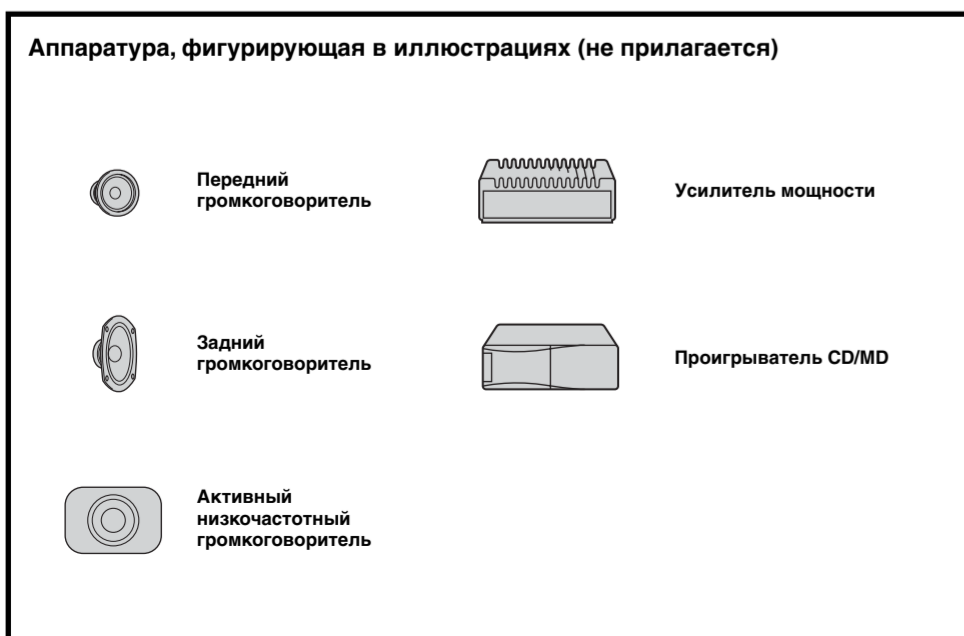 Аппаратура, фигурирующая в иллюстрациях (не прилагается)
Передний
громкоговоритель
Усилитель мощности
Задний
громкоговоритель
Проигрыватель CD/MD
Активный
низкочастотный
громкоговоритель